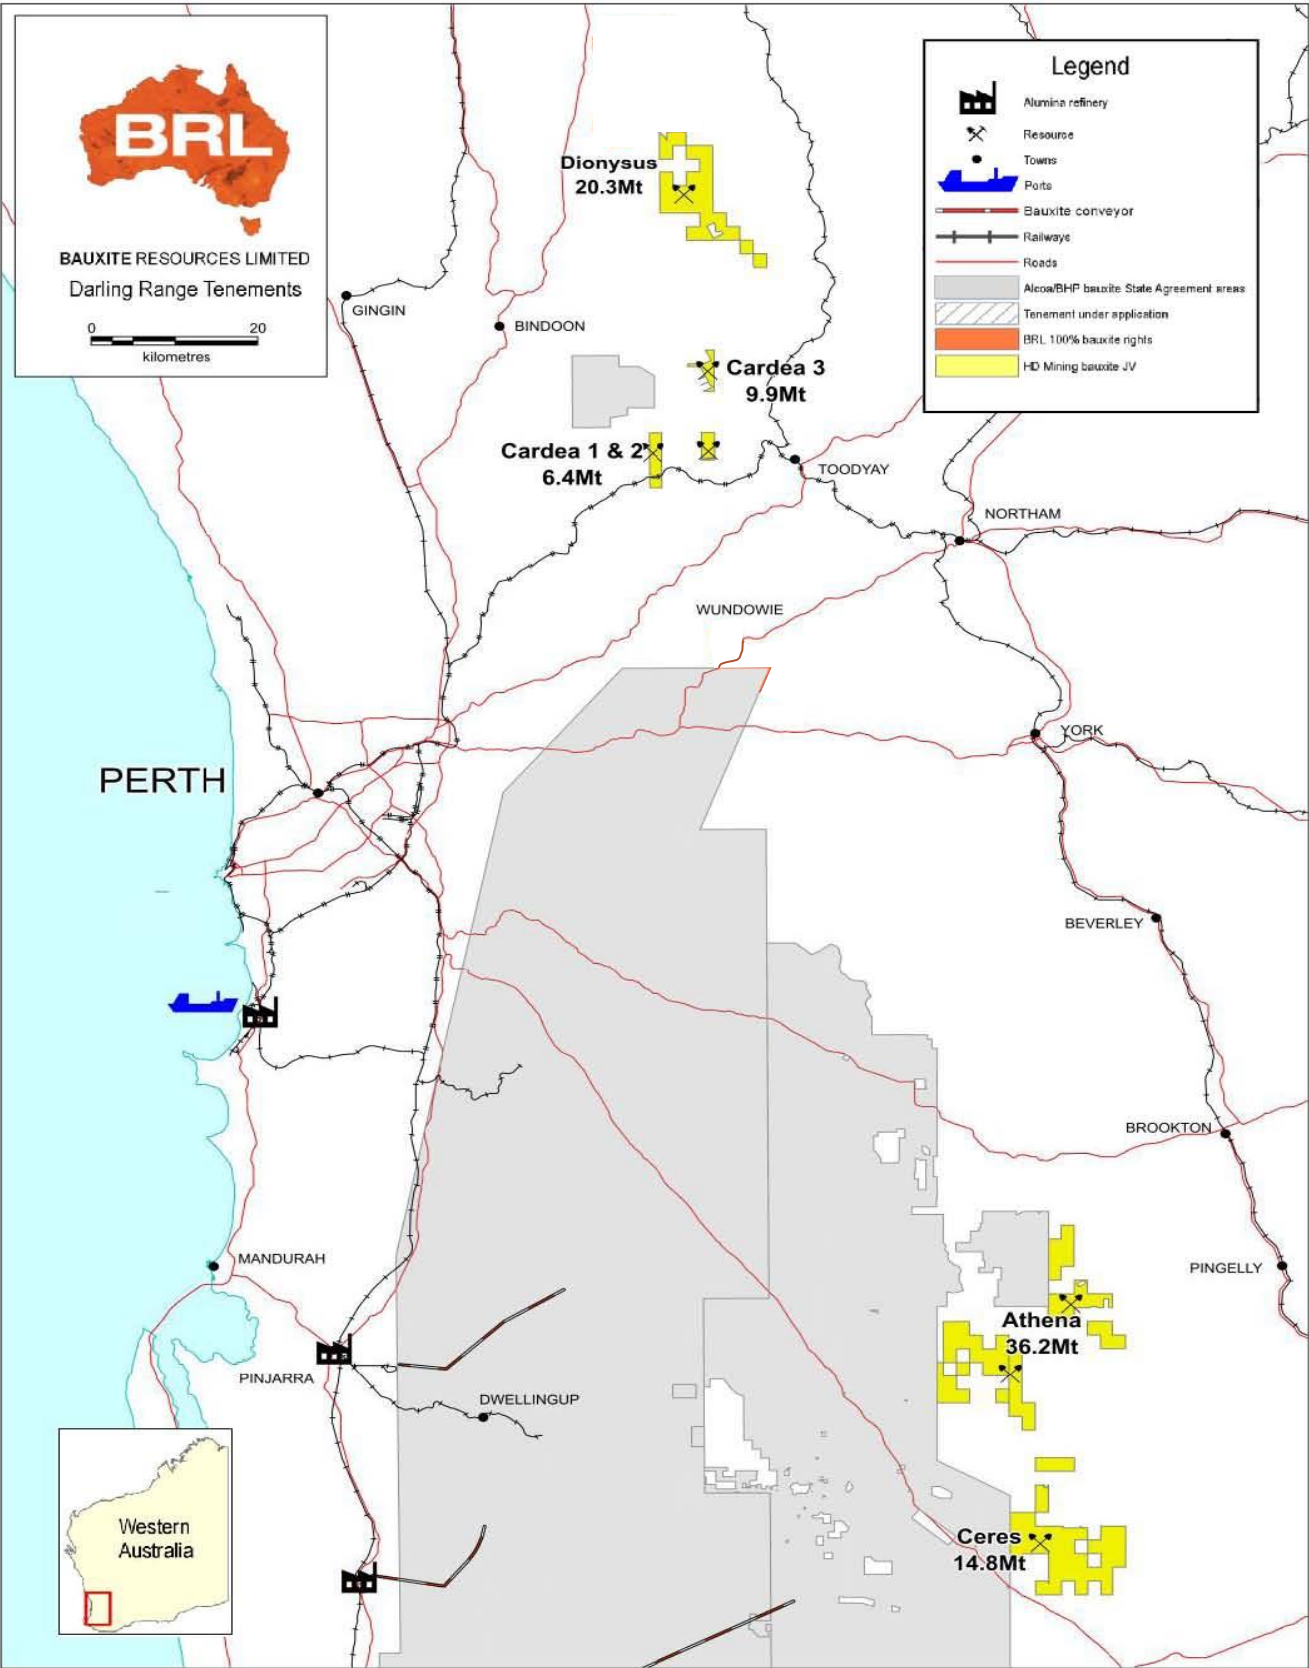 BRL
BAUXITE RESOURCES LIMITED
Darling Range Tenements
0 20
kilometres
Legend
Alumina refinery
Resource
Towns
Ports
Bauxite conveyor
Railways
Roads
Alcoa/BHP bauxite State Agreement areas
Tenement under application
BRL 100% bauxite rights
HD Mining bauxite JV
Dionysus
20.3Mt
GINGIN
BINDOON
Cardea 3
9.9Mt
Cardea 1 & 2
6.4Mt
TOODYAY
NORTHAM
WUNDOWIE
YORK
PERTH
BEVERLEY
BROOKTON
MANDURAH
PINGELLY
Athena
36.2Mt
PINJARRA
DWELLINGUP
Western
Australia
Ceres
14.8Mt